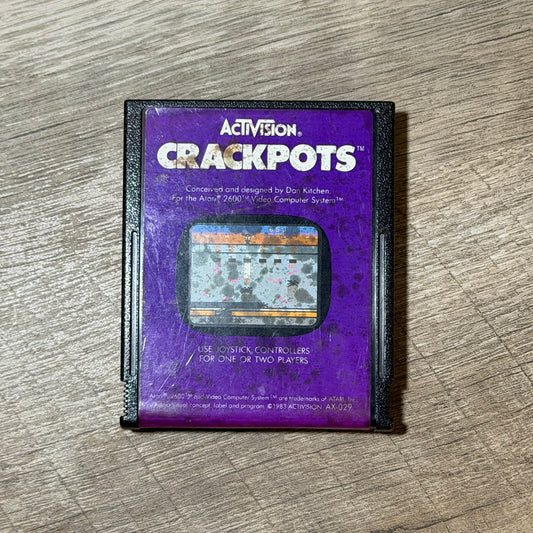 ACTIVISION®
CRACKPOTS™
Conceived and designed by Dan Kitchen.
For the Atari® 2600™ Video Computer System™
USE JOYSTICK CONTROLLERS
FOR ONE OR TWO PLAYERS
Atari® 2600™ and Video Computer System™ are trademarks of ATARI, Inc.
Audio-Visual concept, label and program ©1983 ACTIVISION AX-029